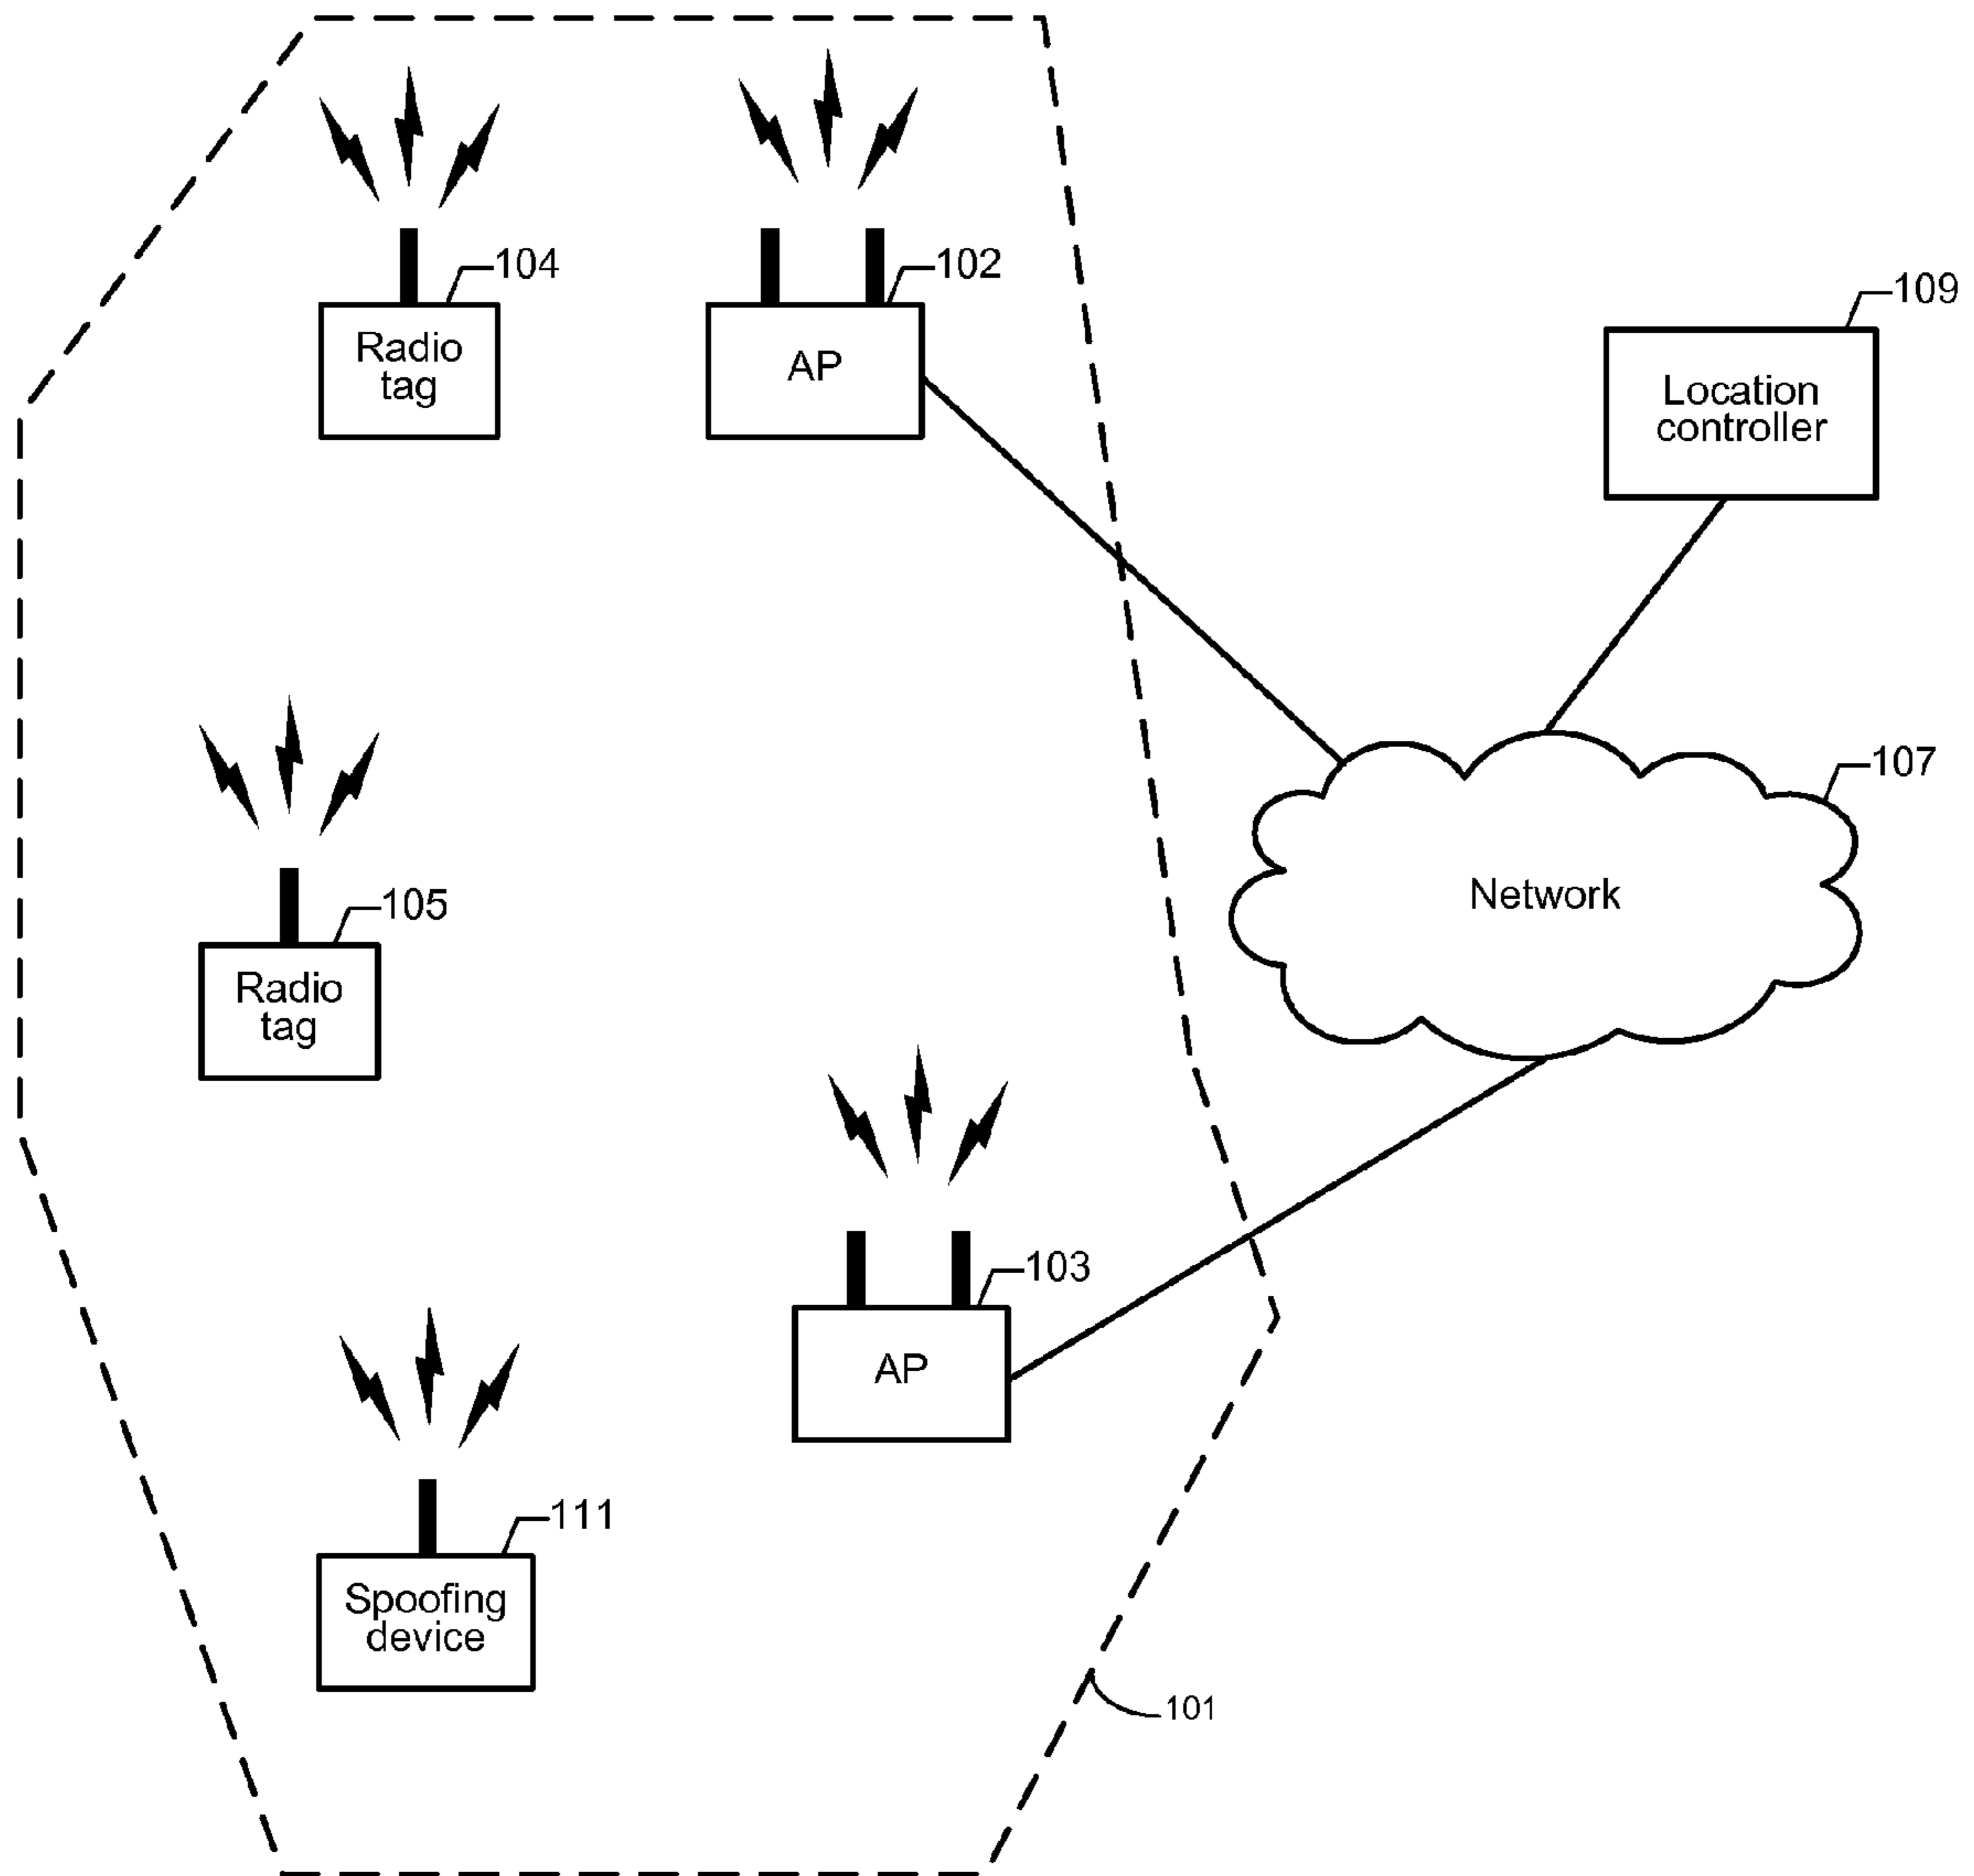 104
Radio
tag
102
AP
109
Location
controller
107
Network
105
Radio
tag
103
AP
111
Spoofing
device
101